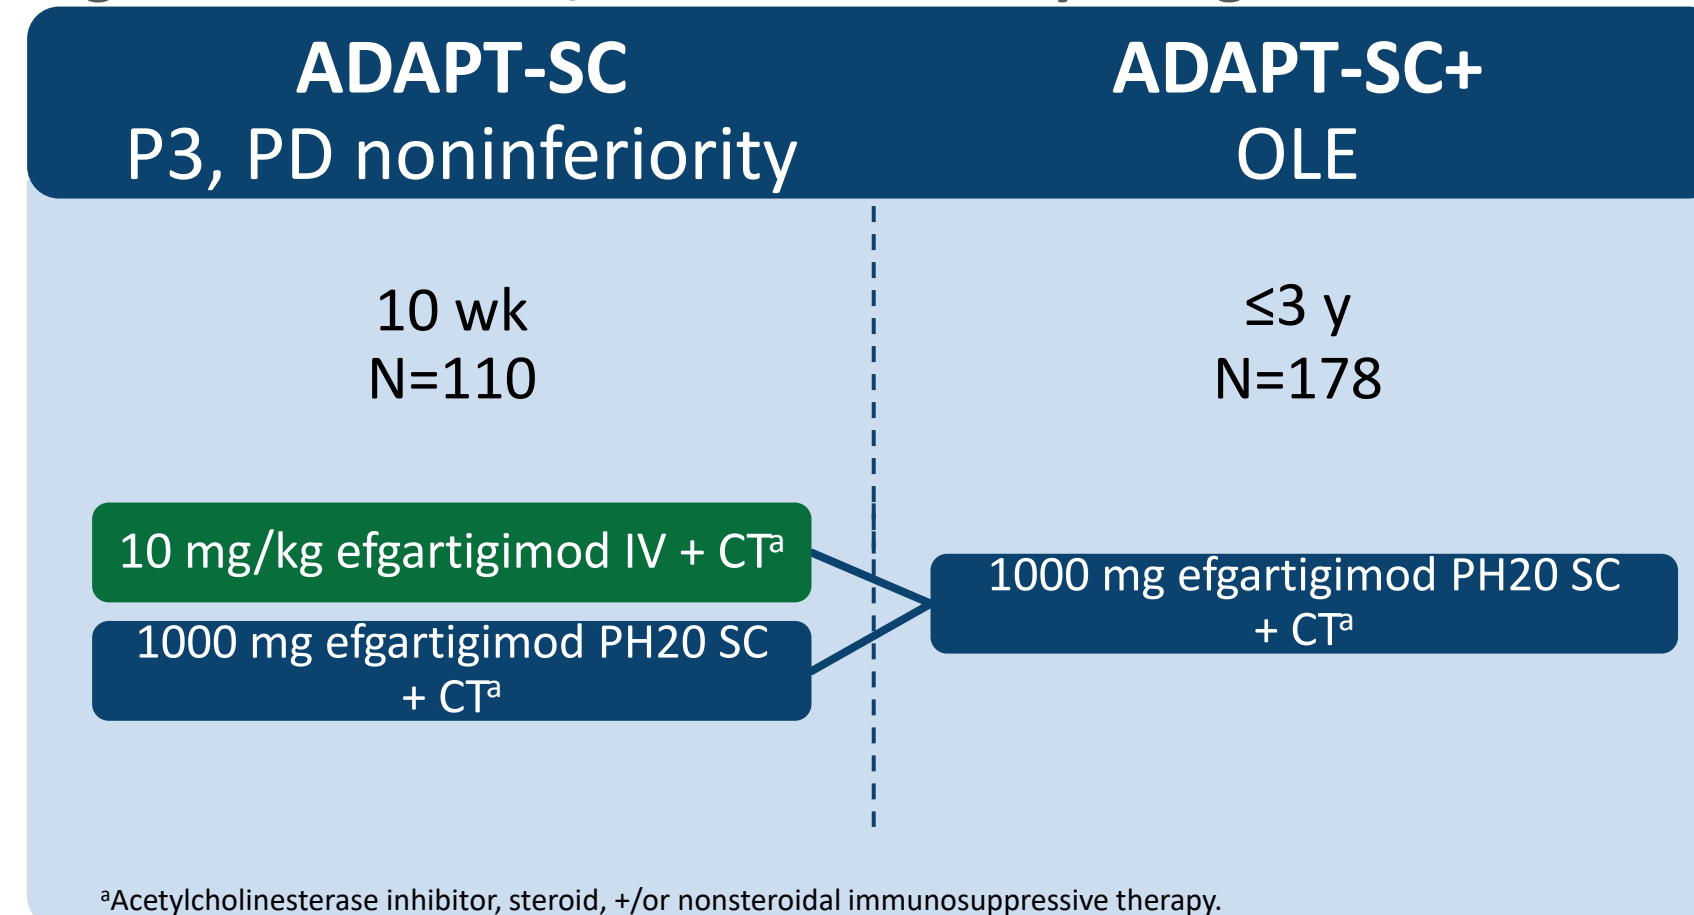 ADAPT-SC
P3, PD noninferiority
10 wk
N=110
10 mg/kg efgartigimod IV + CTᵃ
1000 mg efgartigimod PH20 SC
+ CTᵃ
ADAPT-SC+
OLE
≤3 y
N=178
1000 mg efgartigimod PH20 SC
+ CTᵃ
ᵃAcetylcholinesterase inhibitor, steroid, +/or nonsteroidal immunosuppressive therapy.